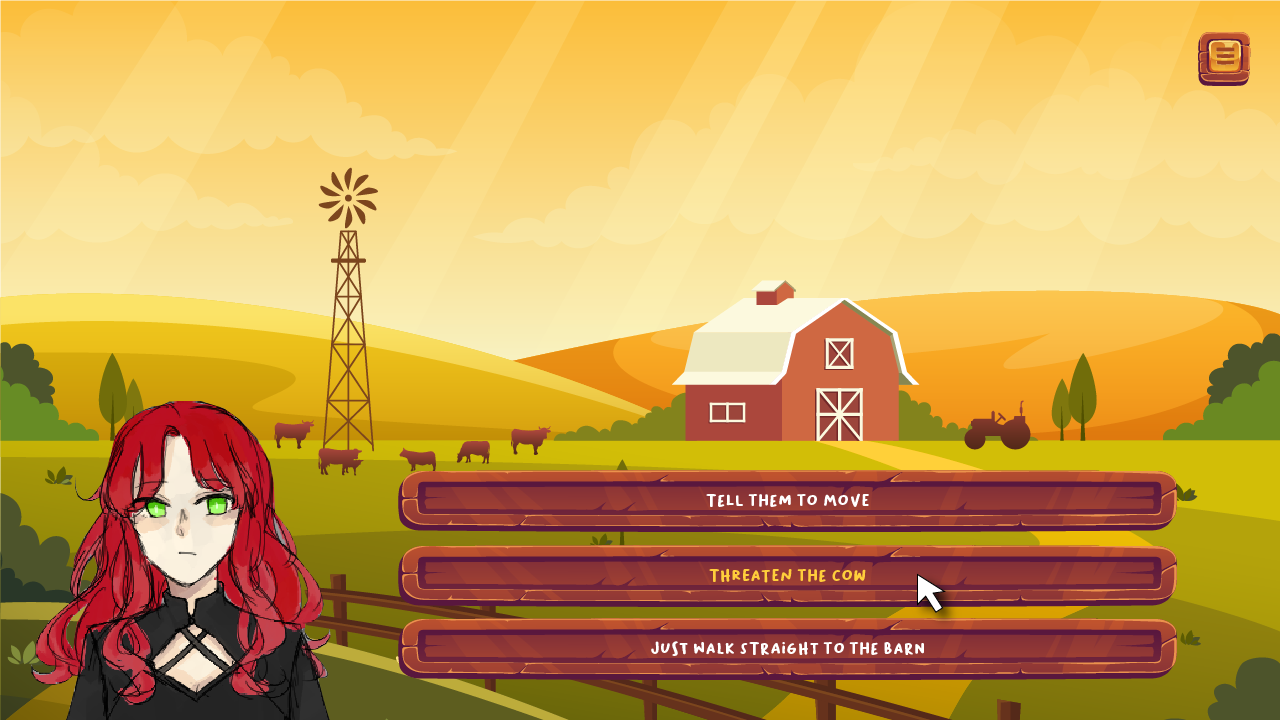 TELL THEM TO MOVE
THREATEN THE COW
JUST WALK STRAiGHT TO THE BARN